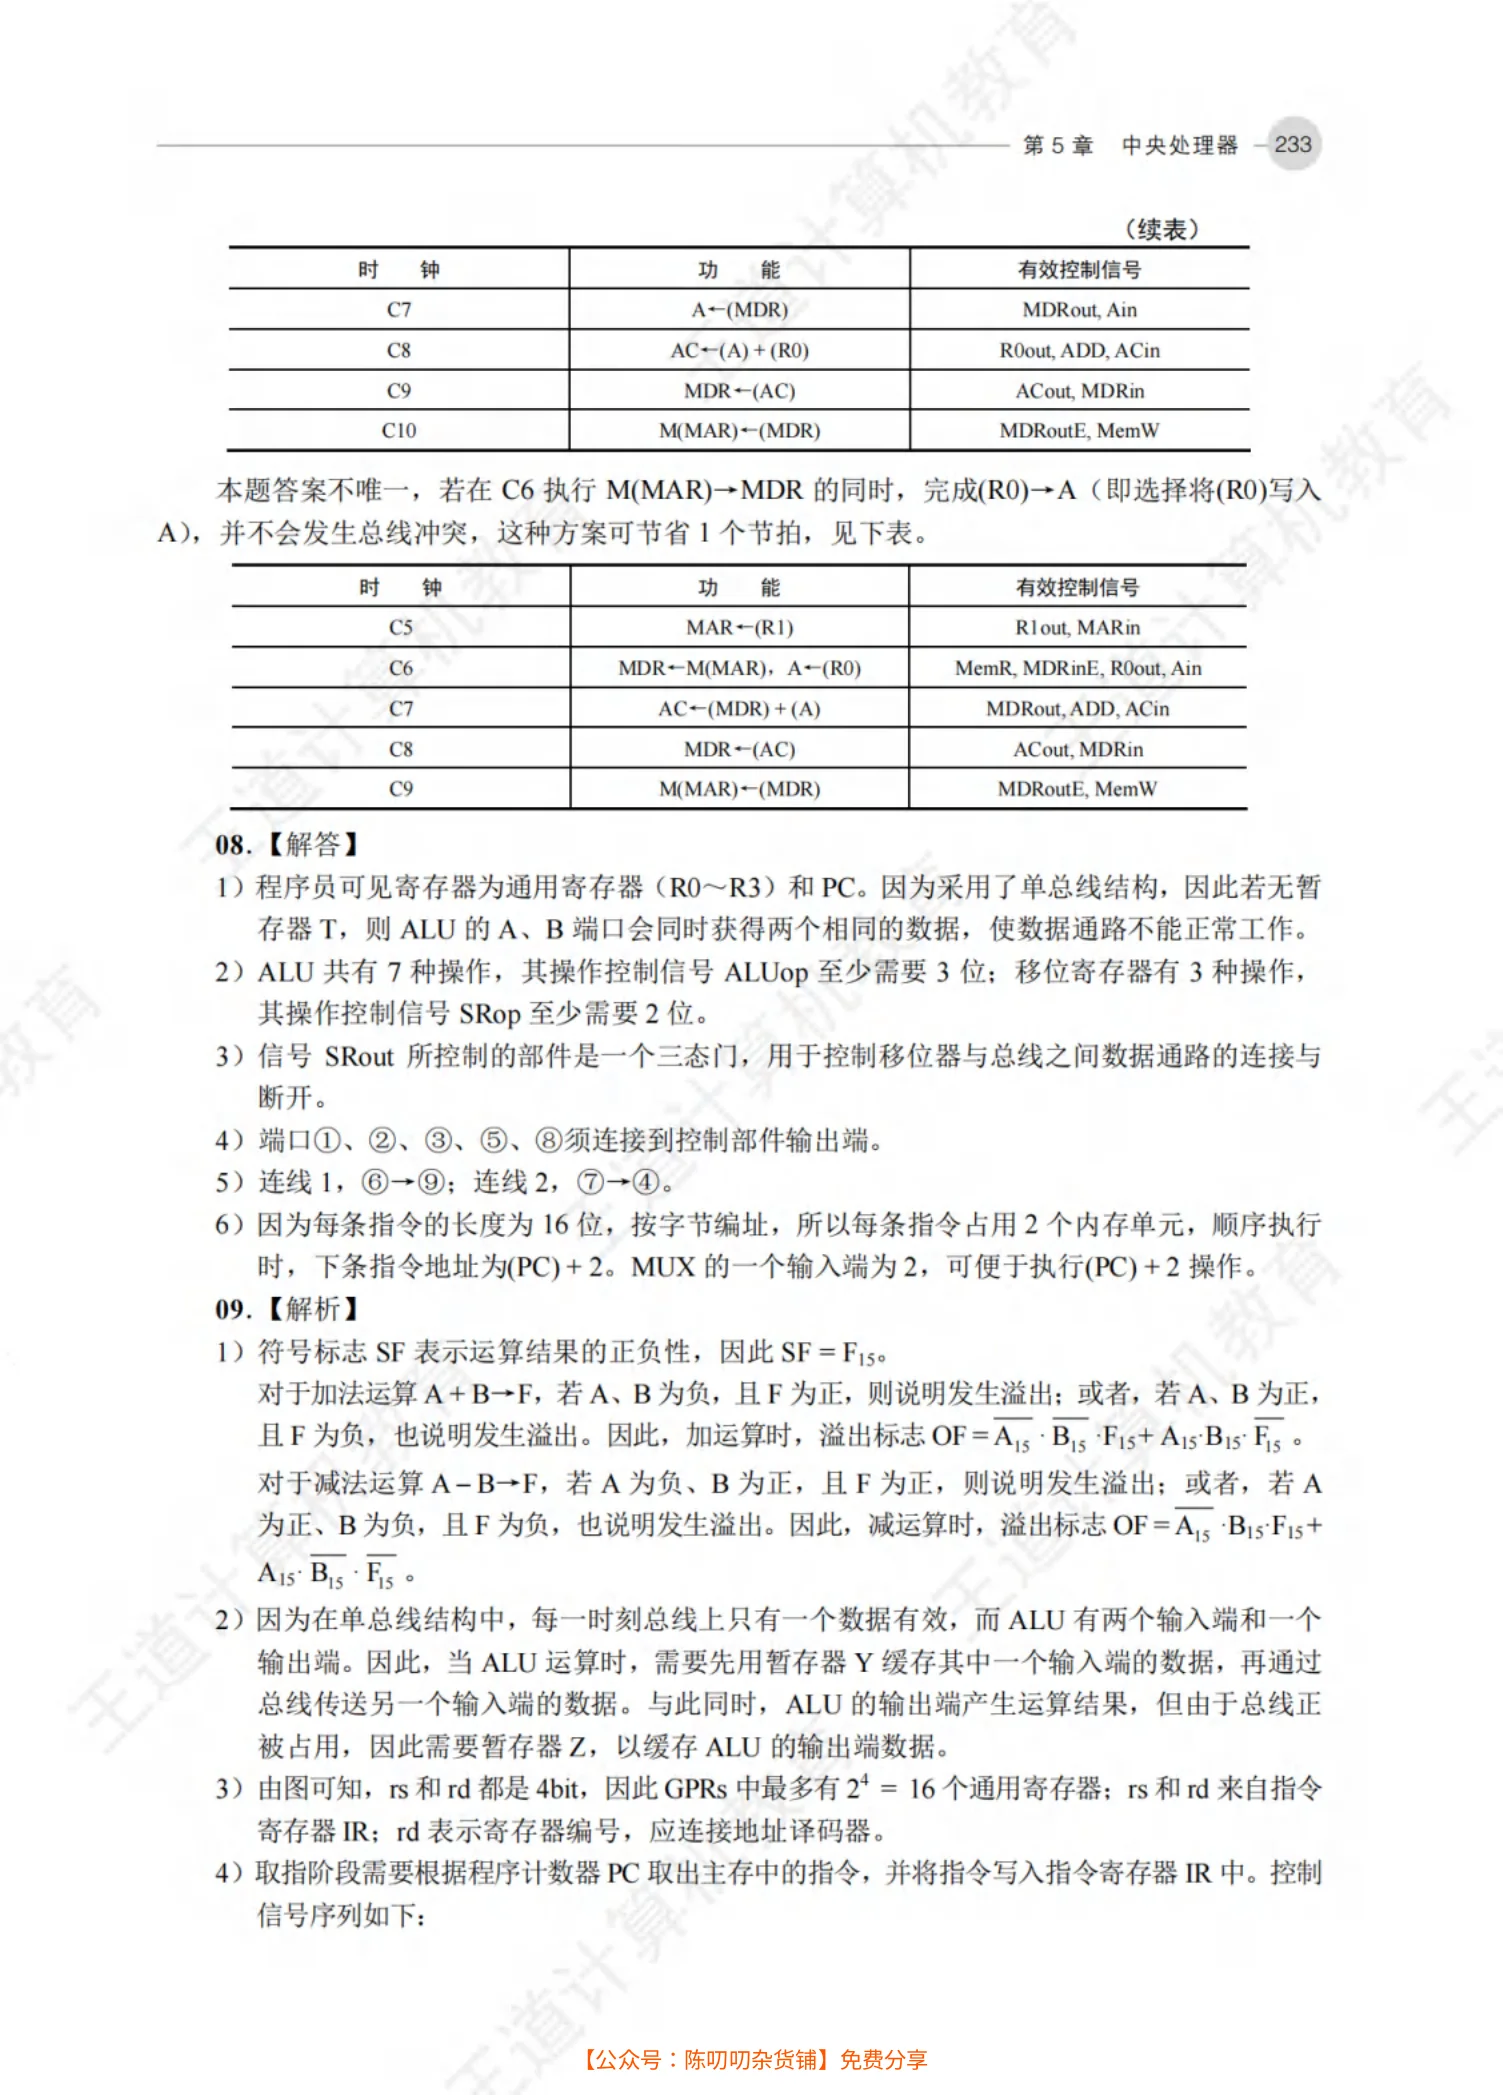 第 5 章　中央处理器　233
（续表）
时　　钟　功　　能　有效控制信号
C7　A←(MDR)　MDRout, Ain
C8　AC←(A) + (R0)　R0out, ADD, ACin
C9　MDR←(AC)　ACout, MDRin
C10　M(MAR)←(MDR)　MDRoutE, MemW
本题答案不唯一，若在 C6 执行 M(MAR)→MDR 的同时，完成(R0)→A（即选择将(R0)写入
A），并不会发生总线冲突，这种方案可节省 1 个节拍，见下表。
时　　钟　功　　能　有效控制信号
C5　MAR←(R1)　R1out, MARin
C6　MDR←M(MAR)，A←(R0)　MemR, MDRinE, R0out, Ain
C7　AC←(MDR) + (A)　MDRout, ADD, ACin
C8　MDR←(AC)　ACout, MDRin
C9　M(MAR)←(MDR)　MDRoutE, MemW
08.【解答】
1）程序员可见寄存器为通用寄存器（R0～R3）和 PC。因为采用了单总线结构，因此若无暂
存器 T，则 ALU 的 A、B 端口会同时获得两个相同的数据，使数据通路不能正常工作。
2）ALU 共有 7 种操作，其操作控制信号 ALUop 至少需要 3 位；移位寄存器有 3 种操作，
其操作控制信号 SRop 至少需要 2 位。
3）信号 SRout 所控制的部件是一个三态门，用于控制移位器与总线之间数据通路的连接与
断开。
4）端口①、②、③、⑤、⑧须连接到控制部件输出端。
5）连线 1，⑥→⑨；连线 2，⑦→④。
6）因为每条指令的长度为 16 位，按字节编址，所以每条指令占用 2 个内存单元，顺序执行
时，下条指令地址为(PC) + 2。MUX 的一个输入端为 2，可便于执行(PC) + 2 操作。
09.【解析】
1）符号标志 SF 表示运算结果的正负性，因此 SF = F₁₅。
对于加法运算 A + B→F，若 A、B 为负，且 F 为正，则说明发生溢出；或者，若 A、B 为正，
且 F 为负，也说明发生溢出。因此，加运算时，溢出标志 OF = A̅₁₅ · B̅₁₅ ·F₁₅+ A₁₅·B₁₅· F̅₁₅ 。
对于减法运算 A – B→F，若 A 为负、B 为正，且 F 为正，则说明发生溢出；或者，若 A
为正、B 为负，且 F 为负，也说明发生溢出。因此，减运算时，溢出标志 OF = A̅₁₅ ·B₁₅·F₁₅+
A₁₅· B̅₁₅ · F̅₁₅ 。
2）因为在单总线结构中，每一时刻总线上只有一个数据有效，而 ALU 有两个输入端和一个
输出端。因此，当 ALU 运算时，需要先用暂存器 Y 缓存其中一个输入端的数据，再通过
总线传送另一个输入端的数据。与此同时，ALU 的输出端产生运算结果，但由于总线正
被占用，因此需要暂存器 Z，以缓存 ALU 的输出端数据。
3）由图可知，rs 和 rd 都是 4bit，因此 GPRs 中最多有 2⁴ = 16 个通用寄存器；rs 和 rd 来自指令
寄存器 IR；rd 表示寄存器编号，应连接地址译码器。
4）取指阶段需要根据程序计数器 PC 取出主存中的指令，并将指令写入指令寄存器 IR 中。控制
信号序列如下：
【公众号：陈叨叨杂货铺】免费分享